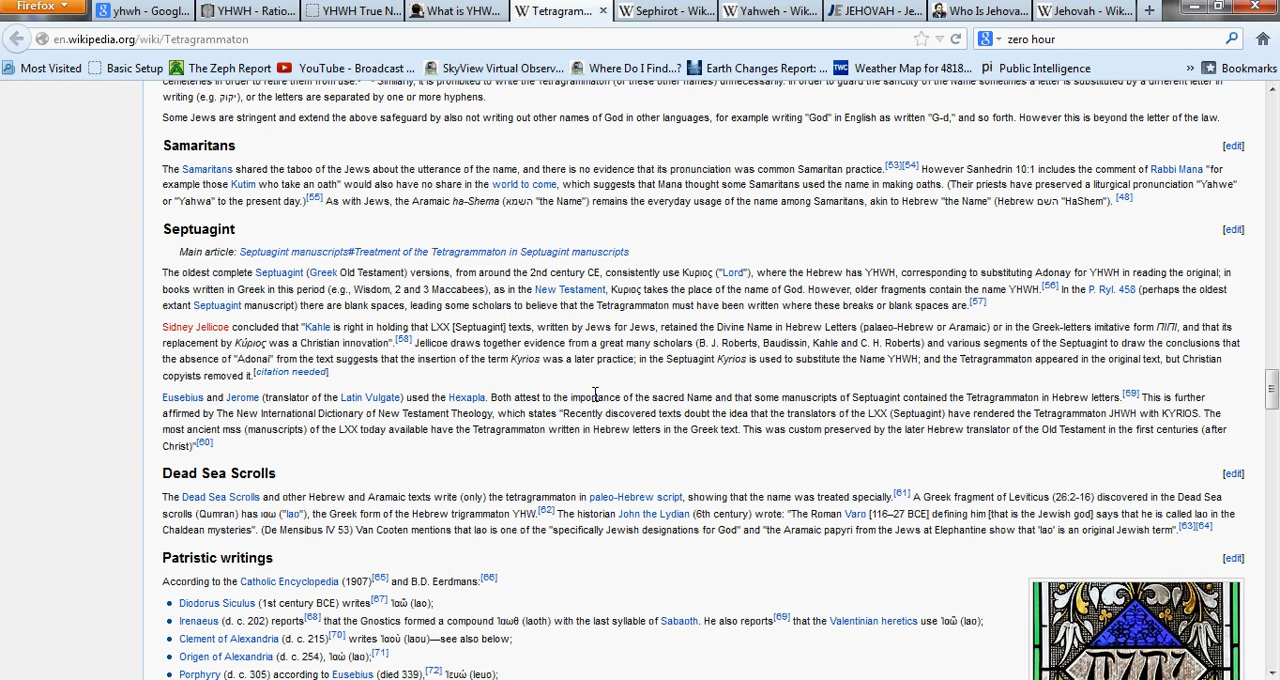 Firefox
yhwh - Googl...
YHWH - Ratio...
YHWH True N...
What is YHW...
Tetragram...
Sephirot - Wik...
Yahweh - Wik...
JEHOVAH - Je...
Who Is Jehova...
Jehovah - Wik...
en.wikipedia.org/wiki/Tetragrammaton
zero hour
Most Visited
Basic Setup
The Zeph Report
YouTube - Broadcast ...
SkyView Virtual Observ...
Where Do I Find...?
Earth Changes Report: ...
Weather Map for 4818...
Public Intelligence
»
Bookmarks
writing (e.g. יקוק), or the letters are separated by one or more hyphens.
Some Jews are stringent and extend the above safeguard by also not writing out other names of God in other languages, for example writing "God" in English as written "G-d," and so forth. However this is beyond the letter of the law.
Samaritans [edit]
The Samaritans shared the taboo of the Jews about the utterance of the name, and there is no evidence that its pronunciation was common Samaritan practice.[53][54] However Sanhedrin 10:1 includes the comment of Rabbi Mana "for
example those Kutim who take an oath" would also have no share in the world to come, which suggests that Mana thought some Samaritans used the name in making oaths. (Their priests have preserved a liturgical pronunciation "Yahwe"
or "Yahwa" to the present day.)[55] As with Jews, the Aramaic ha-Shema (השמא "the Name") remains the everyday usage of the name among Samaritans, akin to Hebrew "the Name" (Hebrew השם "HaShem"). [48]
Septuagint [edit]
Main article: Septuagint manuscripts#Treatment of the Tetragrammaton in Septuagint manuscripts
The oldest complete Septuagint (Greek Old Testament) versions, from around the 2nd century CE, consistently use Κυριος ("Lord"), where the Hebrew has YHWH, corresponding to substituting Adonay for YHWH in reading the original; in
books written in Greek in this period (e.g., Wisdom, 2 and 3 Maccabees), as in the New Testament, Κυριος takes the place of the name of God. However, older fragments contain the name YHWH.[56] In the P. Ryl. 458 (perhaps the oldest
extant Septuagint manuscript) there are blank spaces, leading some scholars to believe that the Tetragrammaton must have been written where these breaks or blank spaces are.[57]
Sidney Jellicoe concluded that "Kahle is right in holding that LXX [Septuagint] texts, written by Jews for Jews, retained the Divine Name in Hebrew Letters (palaeo-Hebrew or Aramaic) or in the Greek-letters imitative form ΠΙΠΙ, and that its
replacement by Κύριος was a Christian innovation".[58] Jellicoe draws together evidence from a great many scholars (B. J. Roberts, Baudissin, Kahle and C. H. Roberts) and various segments of the Septuagint to draw the conclusions that
the absence of "Adonai" from the text suggests that the insertion of the term Kyrios was a later practice; in the Septuagint Kyrios is used to substitute the Name YHWH; and the Tetragrammaton appeared in the original text, but Christian
copyists removed it.[citation needed]
Eusebius and Jerome (translator of the Latin Vulgate) used the Hexapla. Both attest to the importance of the sacred Name and that some manuscripts of Septuagint contained the Tetragrammaton in Hebrew letters.[59] This is further
affirmed by The New International Dictionary of New Testament Theology, which states "Recently discovered texts doubt the idea that the translators of the LXX (Septuagint) have rendered the Tetragrammaton JHWH with KYRIOS. The
most ancient mss (manuscripts) of the LXX today available have the Tetragrammaton written in Hebrew letters in the Greek text. This was custom preserved by the later Hebrew translator of the Old Testament in the first centuries (after
Christ)"[60]
Dead Sea Scrolls [edit]
The Dead Sea Scrolls and other Hebrew and Aramaic texts write (only) the tetragrammaton in paleo-Hebrew script, showing that the name was treated specially.[61] A Greek fragment of Leviticus (26:2-16) discovered in the Dead Sea
scrolls (Qumran) has ιαω ("Iao"), the Greek form of the Hebrew trigrammaton YHW.[62] The historian John the Lydian (6th century) wrote: "The Roman Varo [116–27 BCE] defining him [that is the Jewish god] says that he is called Iao in the
Chaldean mysteries". (De Mensibus IV 53) Van Cooten mentions that Iao is one of the "specifically Jewish designations for God" and "the Aramaic papyri from the Jews at Elephantine show that 'Iao' is an original Jewish term".[63][64]
Patristic writings [edit]
According to the Catholic Encyclopedia (1907)[65] and B.D. Eerdmans:[66]
Diodorus Siculus (1st century BCE) writes[67] Ἰαῶ (Iao);
Irenaeus (d. c. 202) reports[68] that the Gnostics formed a compound Ἰαωθ (Iaoth) with the last syllable of Sabaoth. He also reports[69] that the Valentinian heretics use Ἰαῶ (Iao);
Clement of Alexandria (d. c. 215)[70] writes Ἰαοὺ (Iaou)—see also below;
Origen of Alexandria (d. c. 254), Ἰαώ (Iao);[71]
Porphyry (d. c. 305) according to Eusebius (died 339),[72] Ἰευώ (Ieuo);
יהוה